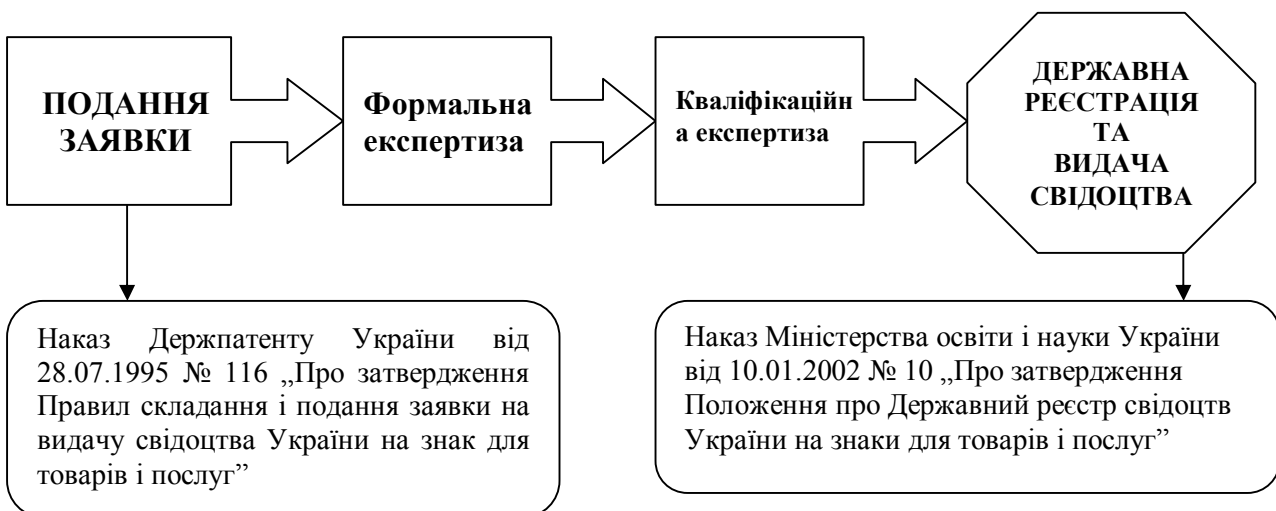 ПОДАННЯ
ЗАЯВКИ
Формальна
експертиза
Кваліфікаційн
а експертиза
ДЕРЖАВНА
РЕЄСТРАЦІЯ
ТА
ВИДАЧА
СВІДОЦТВА
Наказ Держпатенту України від
28.07.1995 № 116 „Про затвердження
Правил складання і подання заявки на
видачу свідоцтва України на знак для
товарів і послуг”
Наказ Міністерства освіти і науки України
від 10.01.2002 № 10 „Про затвердження
Положення про Державний реєстр свідоцтв
України на знаки для товарів і послуг”